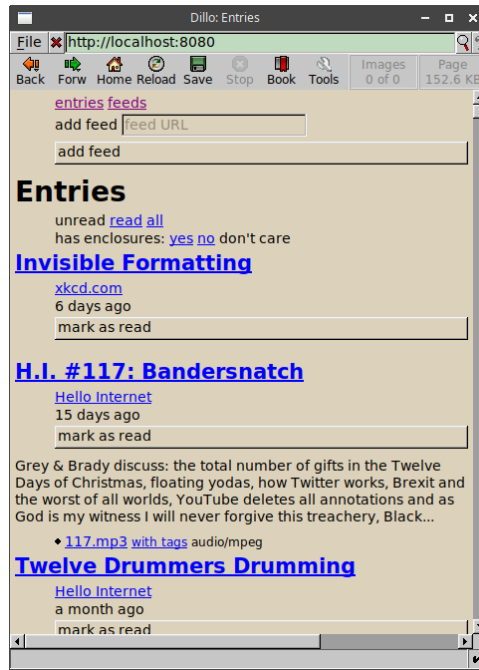 Dillo: Entries
File http://localhost:8080
Back Forw Home Reload Save Stop Book Tools Images 0 of 0 Page 152.6 KB
entries feeds
add feed feed URL
add feed
Entries
unread read all
has enclosures: yes no don't care
Invisible Formatting
xkcd.com
6 days ago
mark as read
H.I. #117: Bandersnatch
Hello Internet
15 days ago
mark as read
Grey & Brady discuss: the total number of gifts in the Twelve
Days of Christmas, floating yodas, how Twitter works, Brexit and
the worst of all worlds, YouTube deletes all annotations and as
God is my witness I will never forgive this treachery, Black...
117.mp3 with tags audio/mpeg
Twelve Drummers Drumming
Hello Internet
a month ago
mark as read